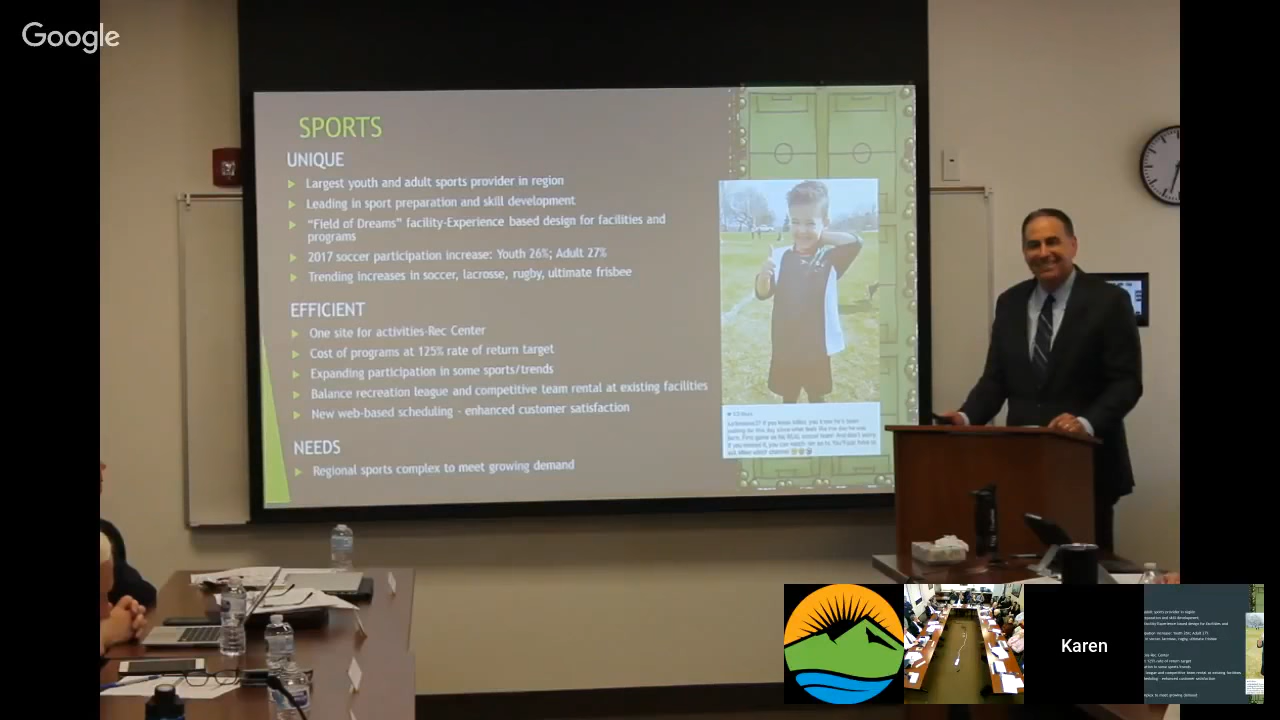 Google
SPORTS
UNIQUE
Largest youth and adult sports provider in region
Leading in sport preparation and skill development
"Field of Dreams" facility-Experience based design for facilities and
programs
2017 soccer participation increase: Youth 26%; Adult 27%
Trending increases in soccer, lacrosse, rugby, ultimate frisbee
EFFICIENT
One site for activities-Rec Center
Cost of programs at 125% rate of return target
Expanding participation in some sports/trends
Balance recreation league and competitive team rental at existing facilities
New web-based scheduling - enhanced customer satisfaction
NEEDS
Regional sports complex to meet growing demand
Karen